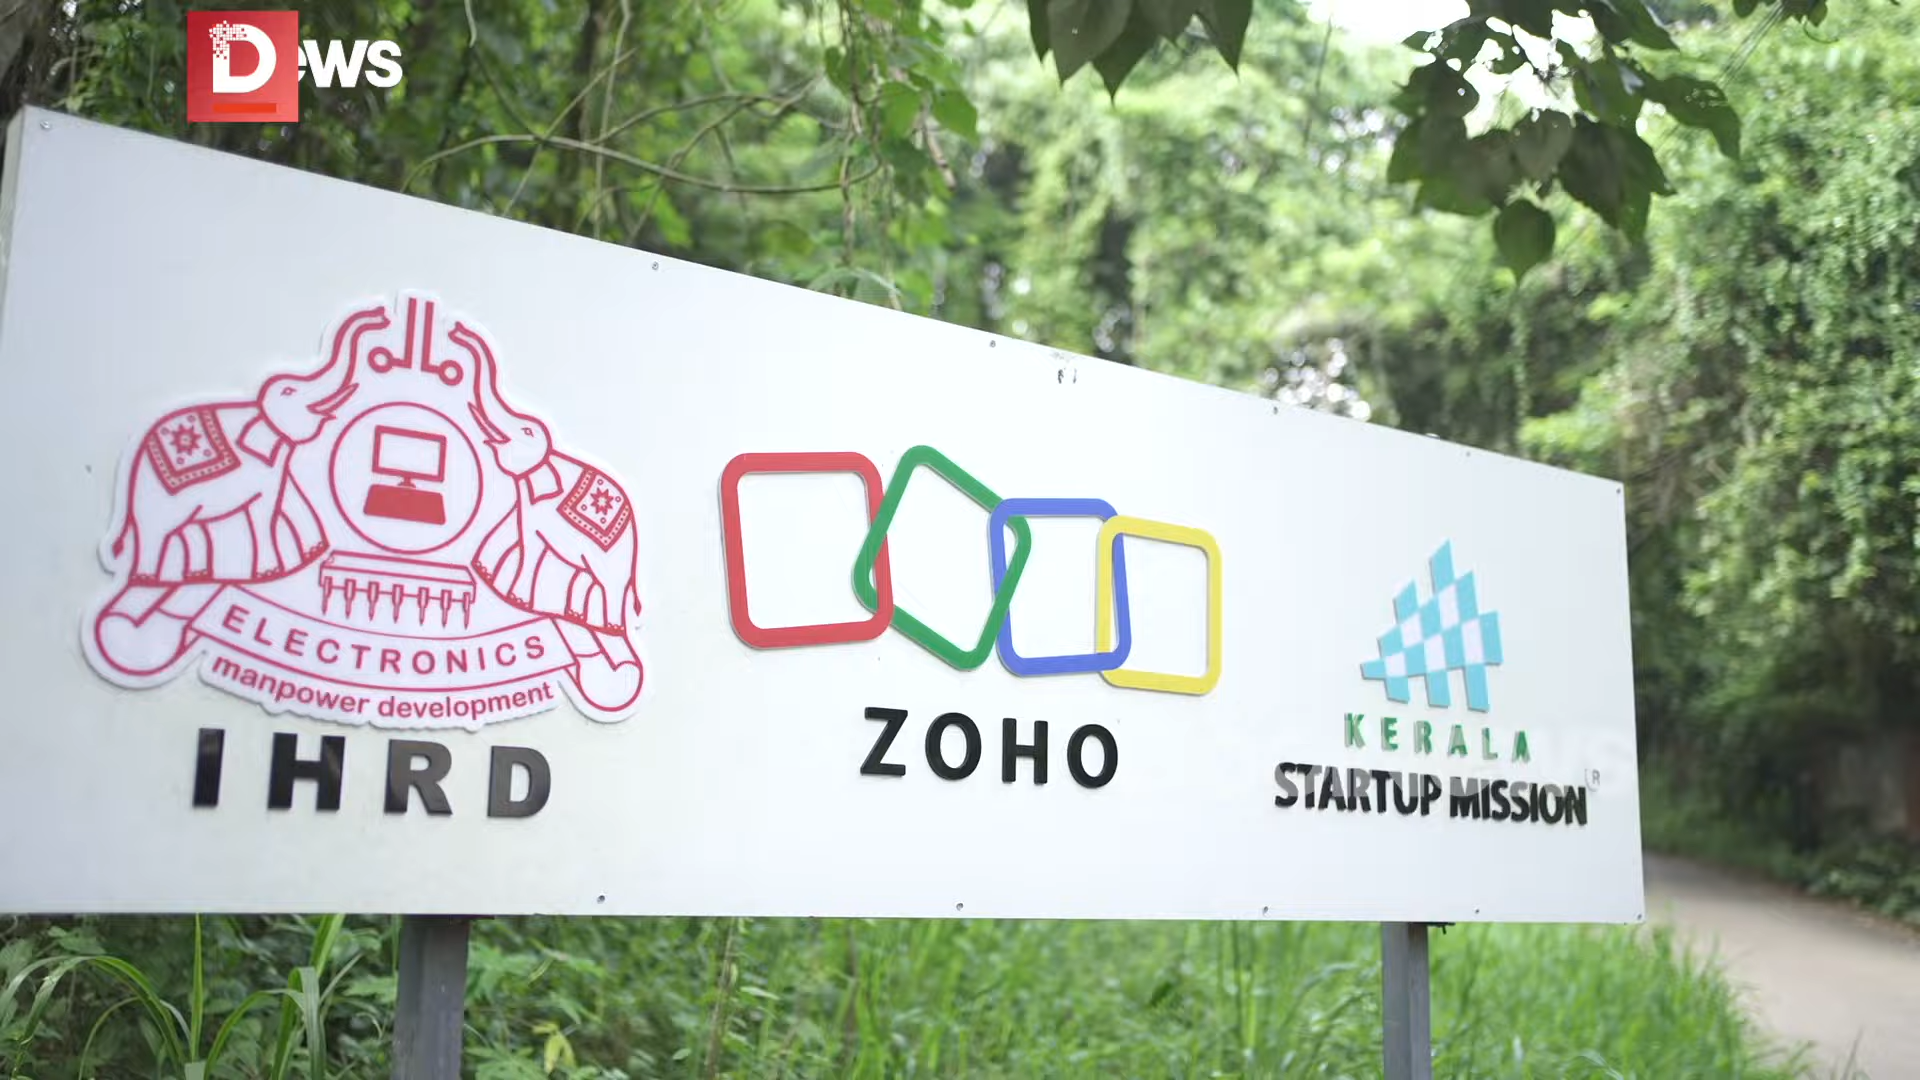 Dews
ELECTRONICS
manpower development
IHRD
ZOHO
KERALA
STARTUP MISSION®